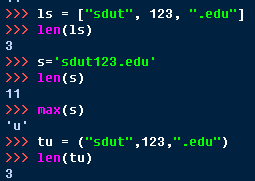 >>> ls = ["sdut", 123, ".edu"]
>>> len(ls)
3
>>> s='sdut123.edu'
>>> len(s)
11
>>> max(s)
'u'
>>> tu = ("sdut",123,".edu")
>>> len(tu)
3